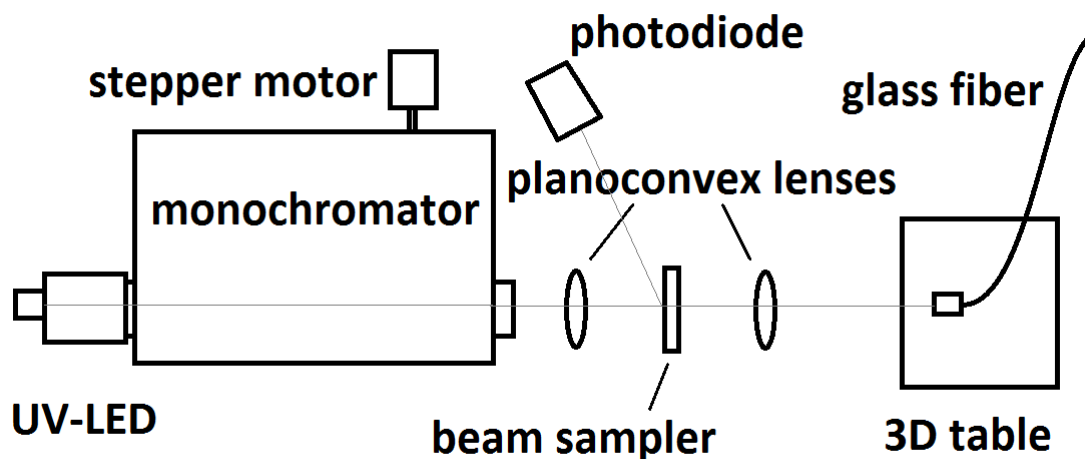 photodiode
stepper motor
glass fiber
planoconvex lenses
monochromator
UV-LED
beam sampler
3D table